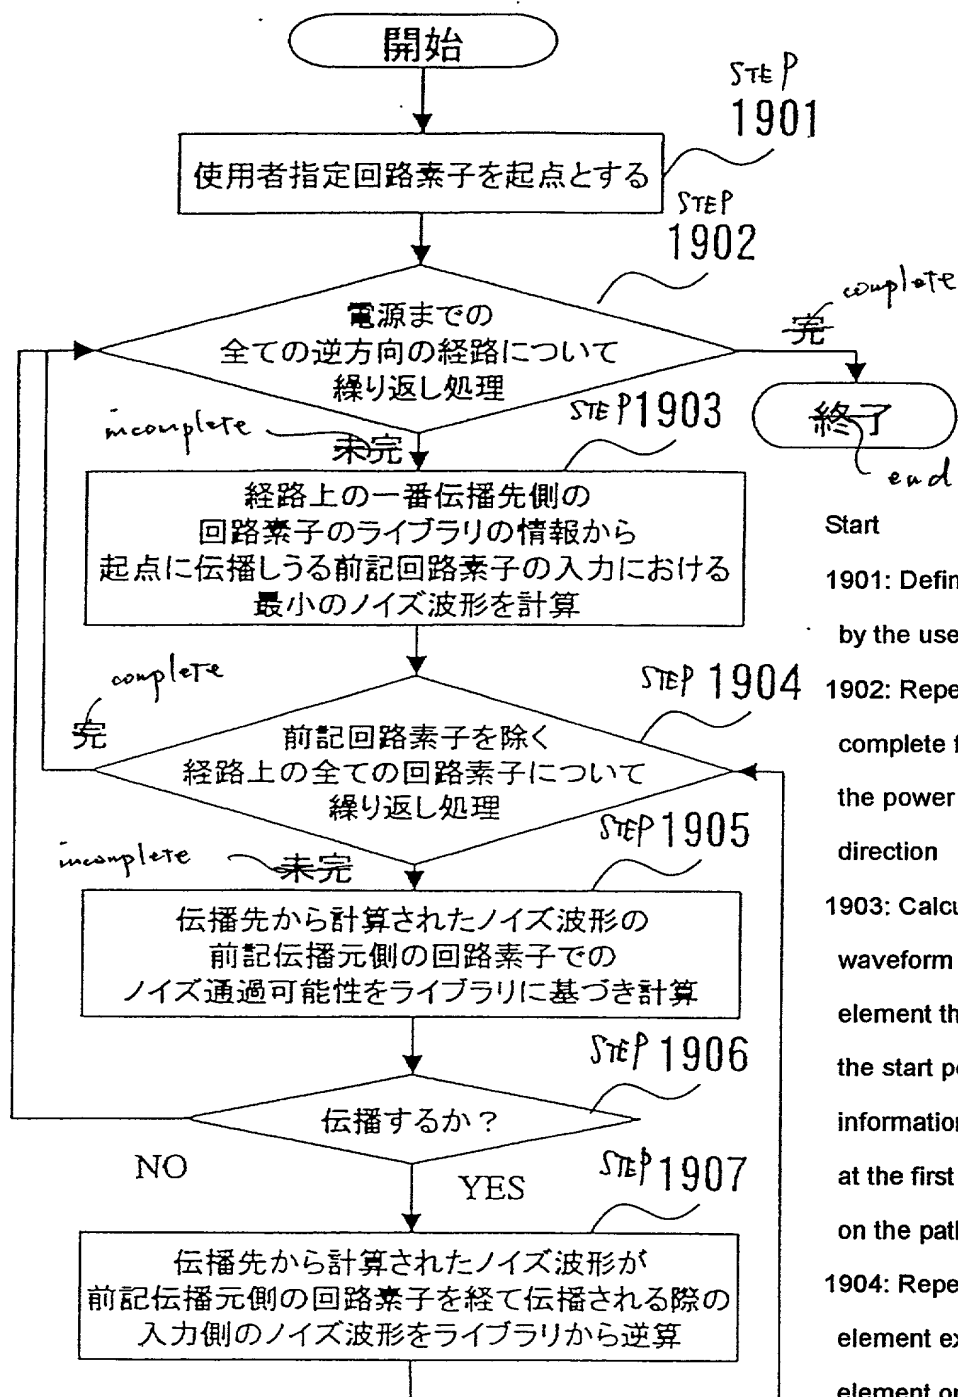 開始
STEP
1901
使用者指定回路素子を起点とする
STEP
1902
電源までの
全ての逆方向の経路について
繰り返し処理
complete
完
終了
end
incomplete
未完
STEP 1903
経路上の一番伝播先側の
回路素子のライブラリの情報から
起点に伝播しうる前記回路素子の入力における
最小のノイズ波形を計算
complete
完
STEP 1904
前記回路素子を除く
経路上の全ての回路素子について
繰り返し処理
incomplete
未完
STEP 1905
伝播先から計算されたノイズ波形の
前記伝播元側の回路素子での
ノイズ通過可能性をライブラリに基づき計算
STEP 1906
伝播するか？
NO
YES
STEP 1907
伝播先から計算されたノイズ波形が
前記伝播元側の回路素子を経て伝播される際の
入力側のノイズ波形をライブラリから逆算
Start
1901: Defin
by the use
1902: Repe
complete f
the power
direction
1903: Calcu
waveform
element th
the start p
information
at the first
on the path
1904: Repe
element ex
element o